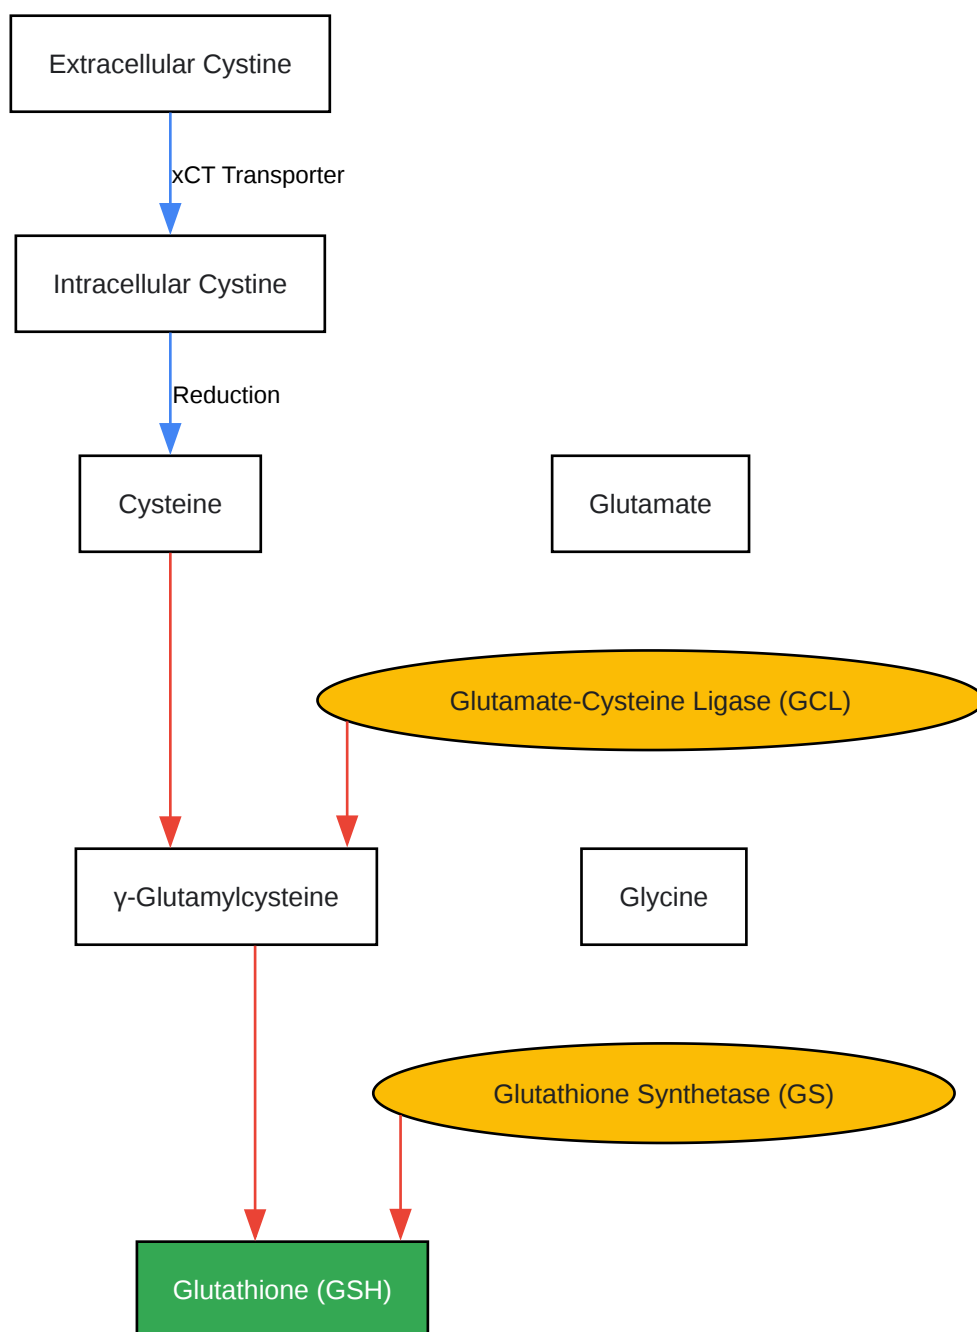 Extracellular Cystine
xCT Transporter
Intracellular Cystine
Reduction
Cysteine
Glutamate
Glutamate-Cysteine Ligase (GCL)
γ-Glutamylcysteine
Glycine
Glutathione Synthetase (GS)
Glutathione (GSH)